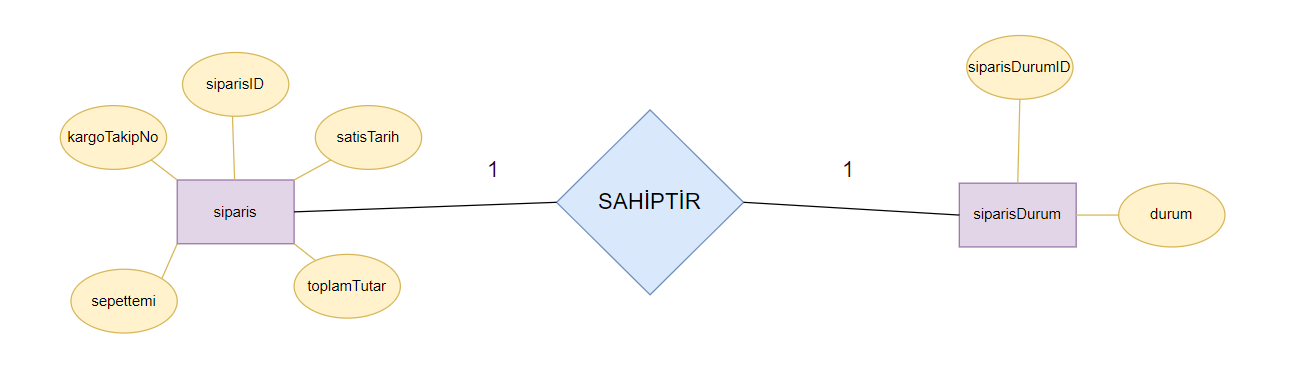 siparisID
siparisDurumID
kargoTakipNo
satisTarih
1
1
SAHİPTİR
siparis
siparisDurum
durum
sepettemi
toplamTutar